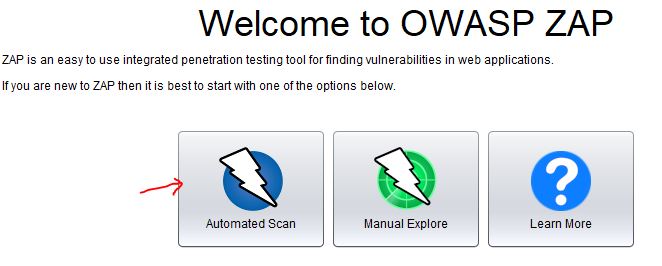 Welcome to OWASP ZAP
ZAP is an easy to use integrated penetration testing tool for finding vulnerabilities in web applications.
If you are new to ZAP then it is best to start with one of the options below.
Automated Scan
Manual Explore
Learn More